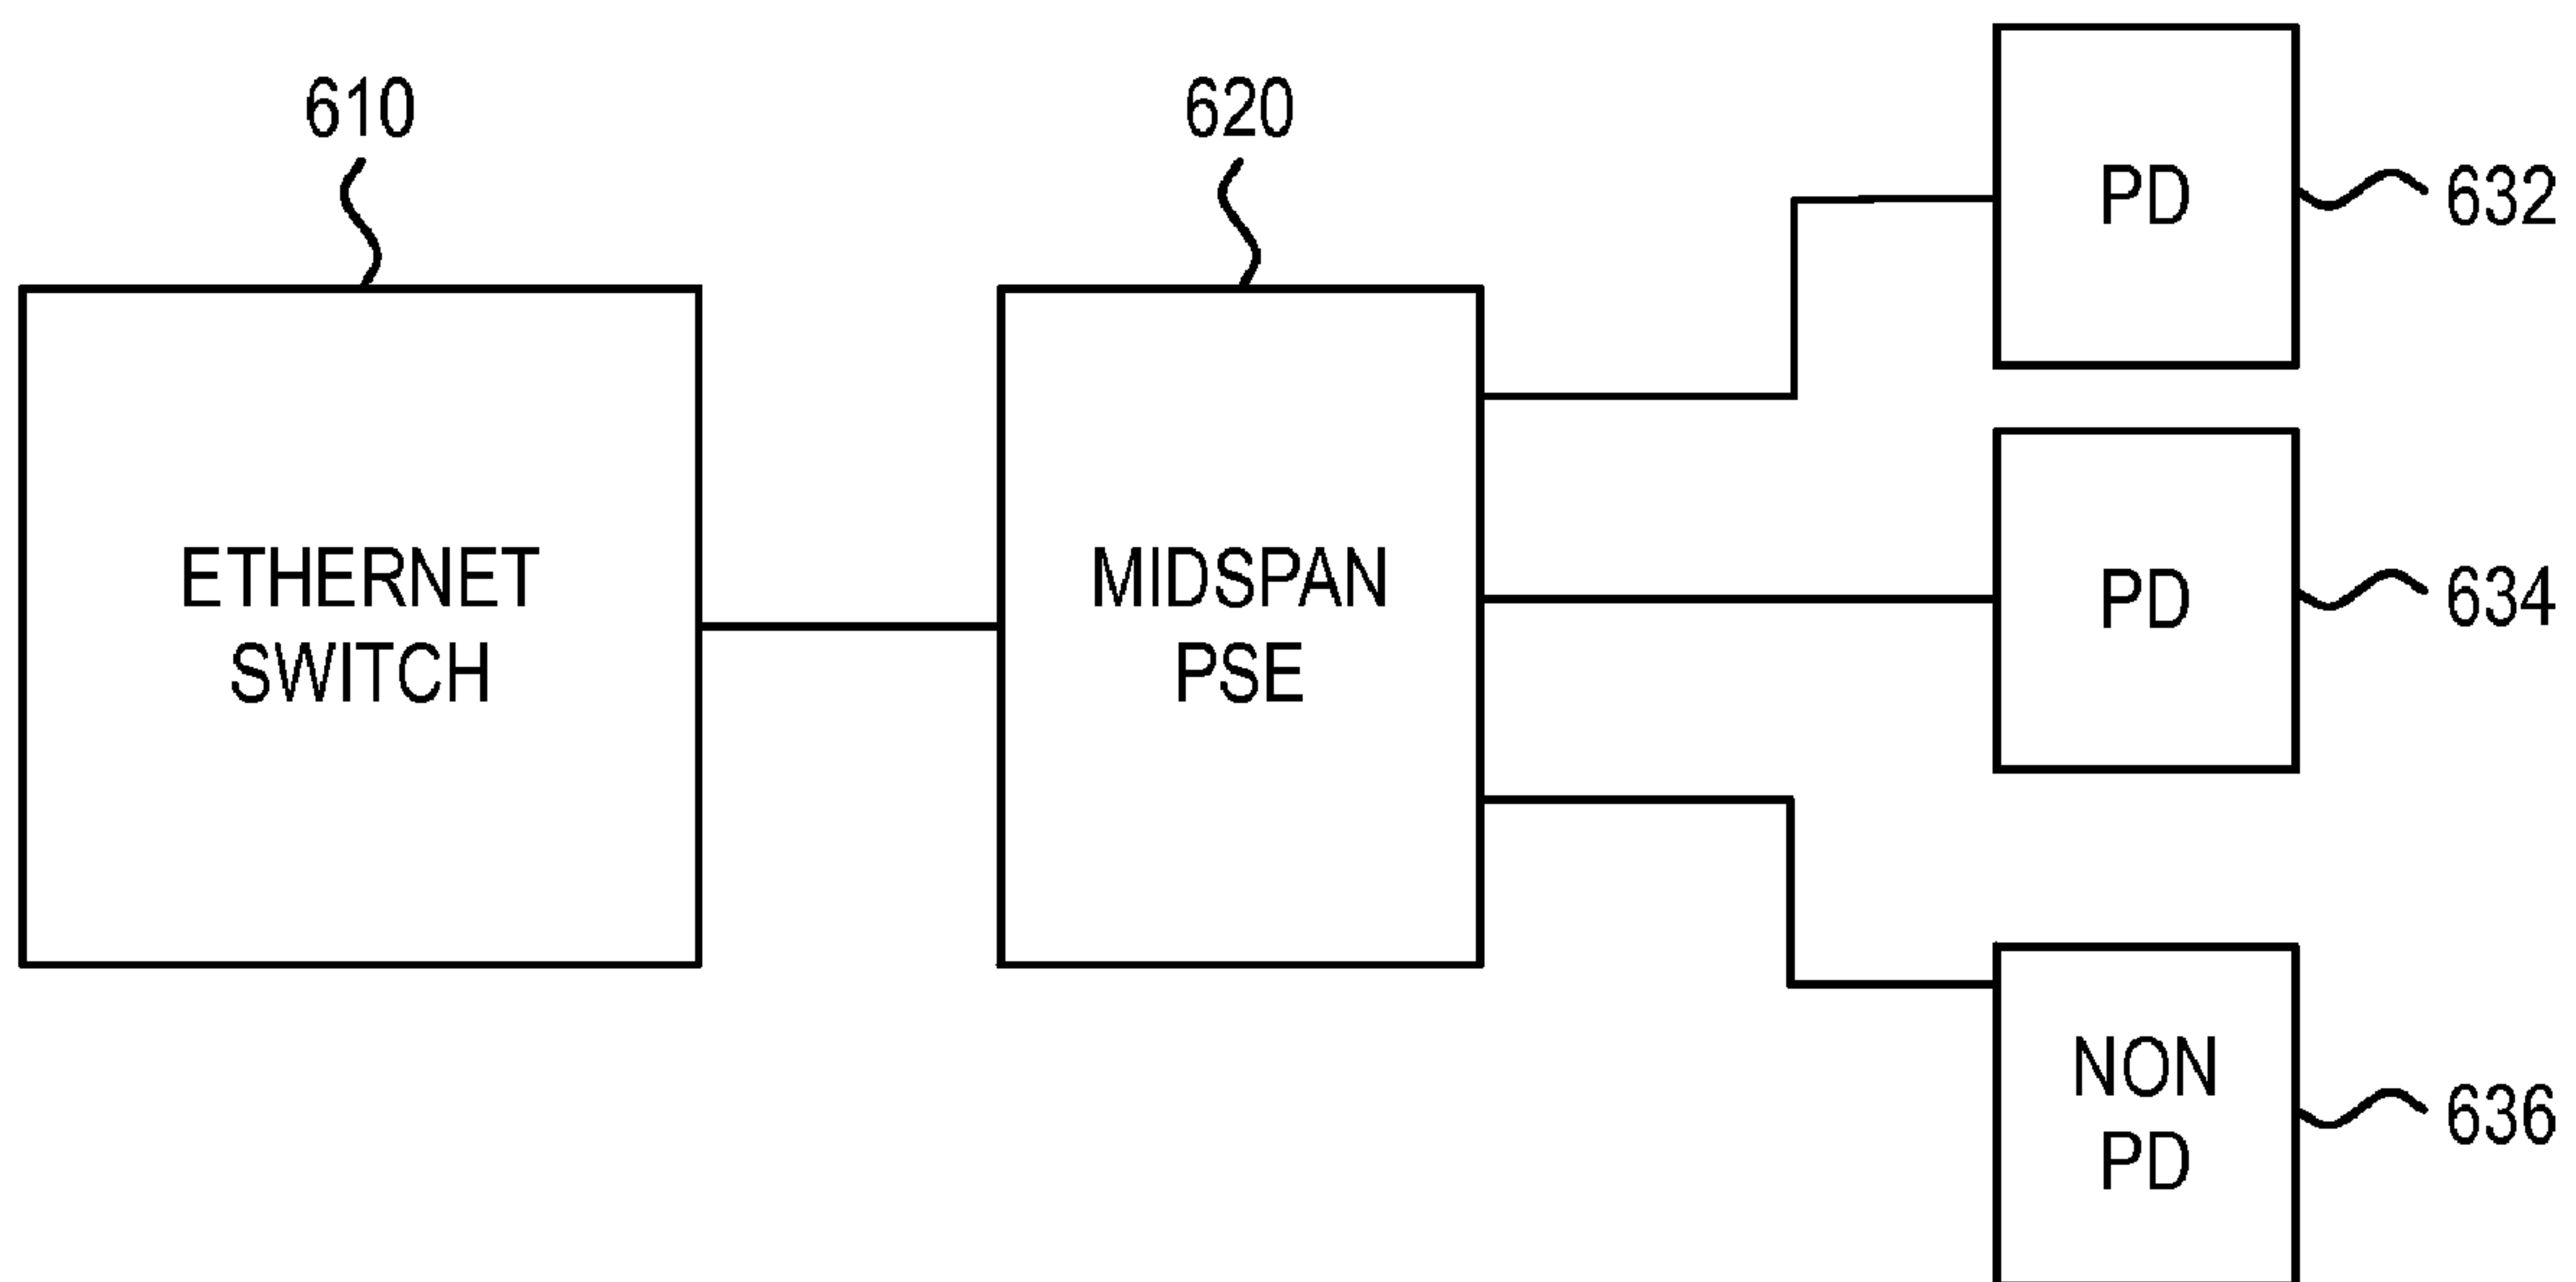 610
620
PD
632
ETHERNET
SWITCH
MIDSPAN
PSE
PD
634
NON
PD
636